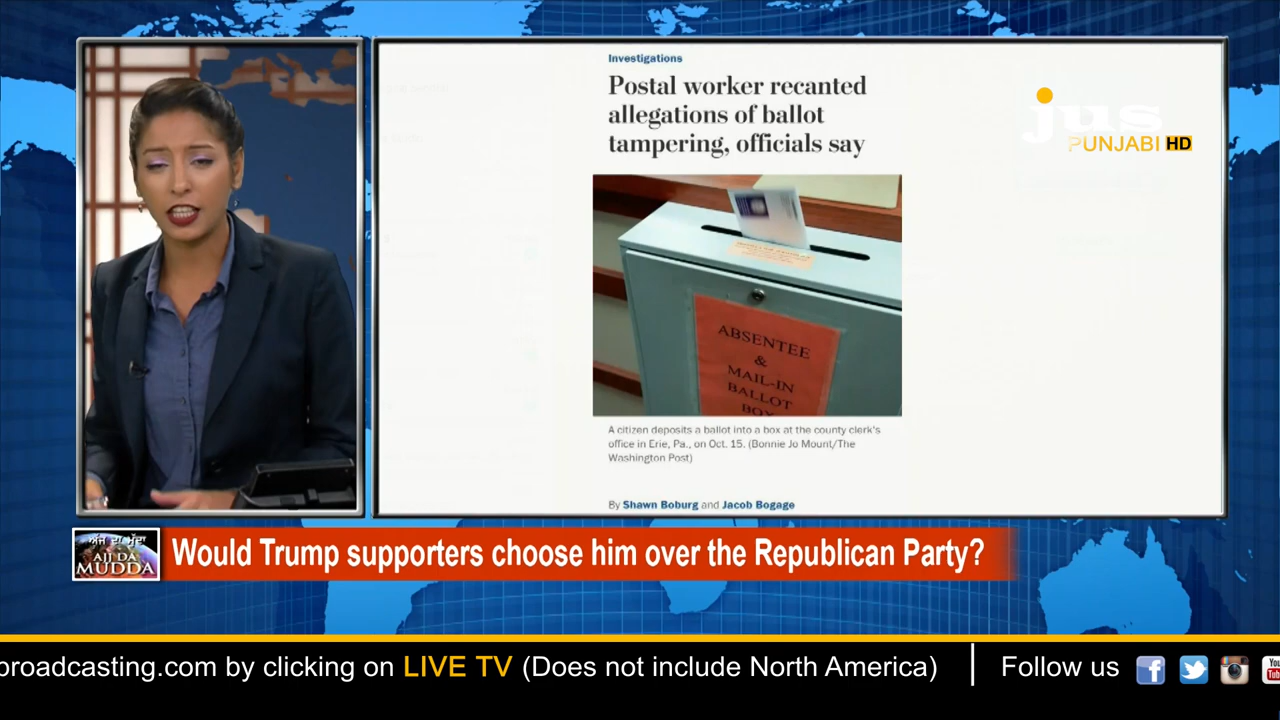 Investigations
Postal worker recanted
allegations of ballot
tampering, officials say
jus
PUNJABI HD
ABSENTEE
&
MAIL-IN
BALLOT
BOX
A citizen deposits a ballot into a box at the county clerk's
office in Erie, Pa., on Oct. 15. (Bonnie Jo Mount/The
Washington Post)
By Shawn Boburg and Jacob Bogage
ਅੱਜ ਦਾ ਮੁੱਦਾ
AJJ DA
MUDDA
Would Trump supporters choose him over the Republican Party?
broadcasting.com by clicking on LIVE TV (Does not include North America) Follow us